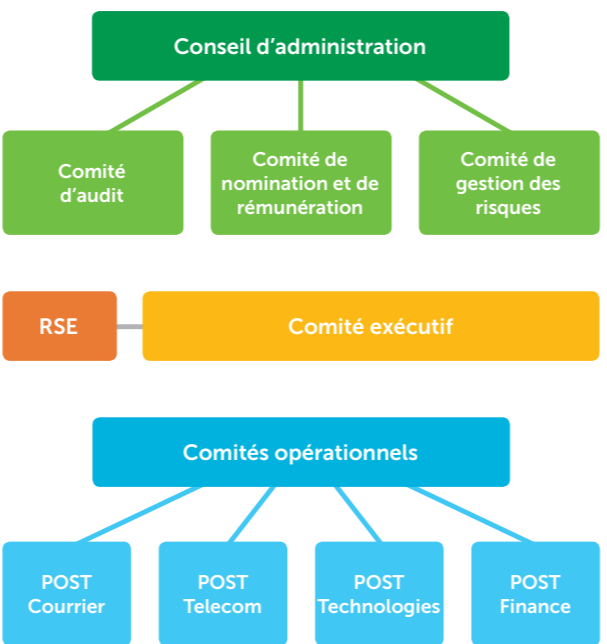 Conseil d’administration
Comité
d’audit
Comité de
nomination et de
rémunération
Comité de
gestion des
risques
RSE
Comité exécutif
Comités opérationnels
POST
Courrier
POST
Telecom
POST
Technologies
POST
Finance